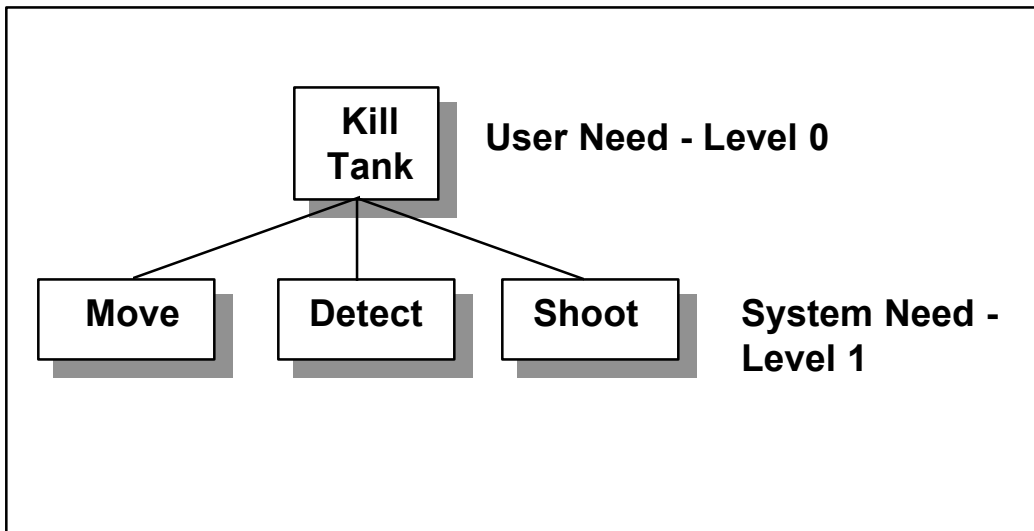 Kill
Tank
User Need - Level 0
Move
Detect
Shoot
System Need -
Level 1